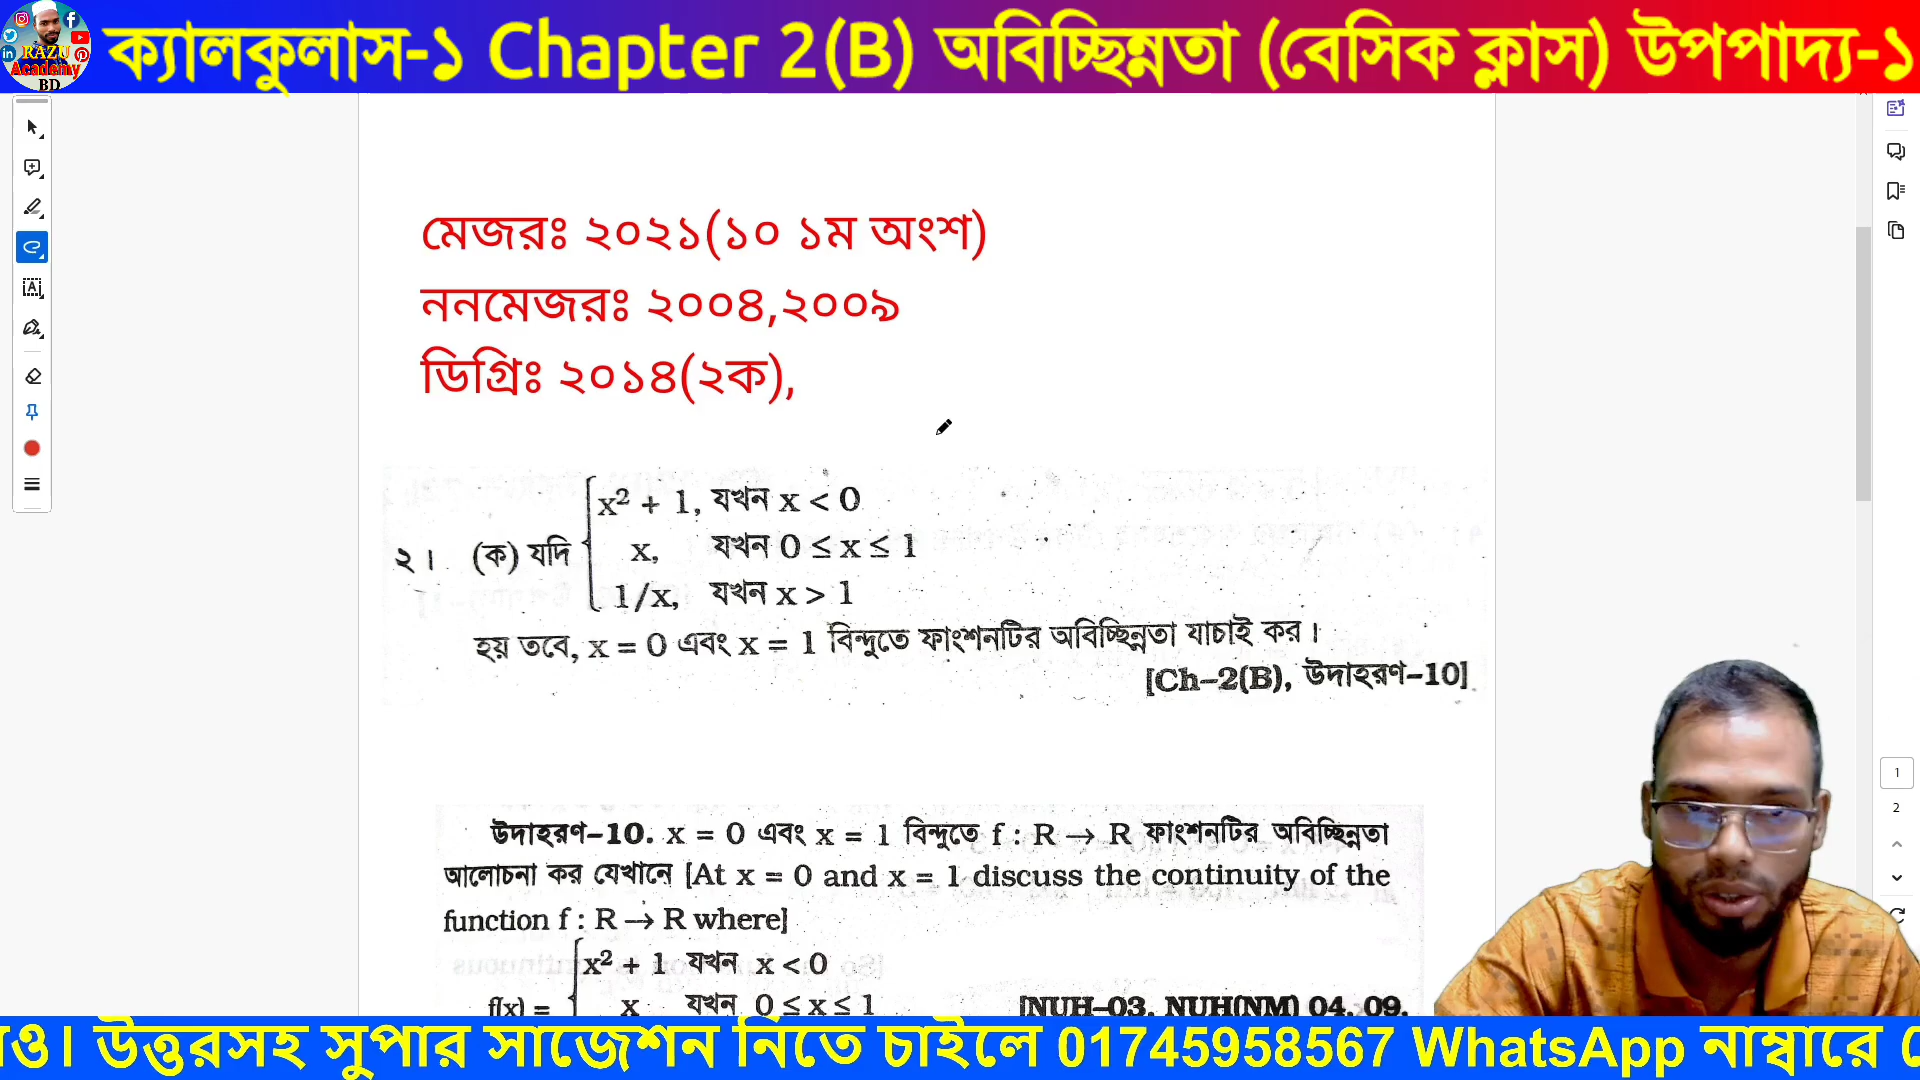 RAZU
Academy
BD
ক্যালকুলাস-১ Chapter 2(B) অবিচ্ছিন্নতা (বেসিক ক্লাস) উপপাদ্য-১
মেজরঃ ২০২১(১০ ১ম অংশ)
ননমেজরঃ ২০০৪,২০০৯
ডিগ্রিঃ ২০১৪(২ক),
x² + 1, যখন x < 0
২। (ক) যদি x, যখন 0 ≤ x ≤ 1
1/x, যখন x > 1
হয় তবে, x = 0 এবং x = 1 বিন্দুতে ফাংশনটির অবিচ্ছিন্নতা যাচাই কর।
[Ch–2(B), উদাহরণ–10]
উদাহরণ–10. x = 0 এবং x = 1 বিন্দুতে f : R → R ফাংশনটির অবিচ্ছিন্নতা
আলোচনা কর যেখানে [At x = 0 and x = 1 discuss the continuity of the
function f : R → R where]
x² + 1 যখন x < 0
f(x) = x যখন 0 ≤ x ≤ 1 [NUH–03, NUH(NM) 04, 09,
1
2
ও। উত্তরসহ সুপার সাজেশন নিতে চাইলে 01745958567 WhatsApp নাম্বারে